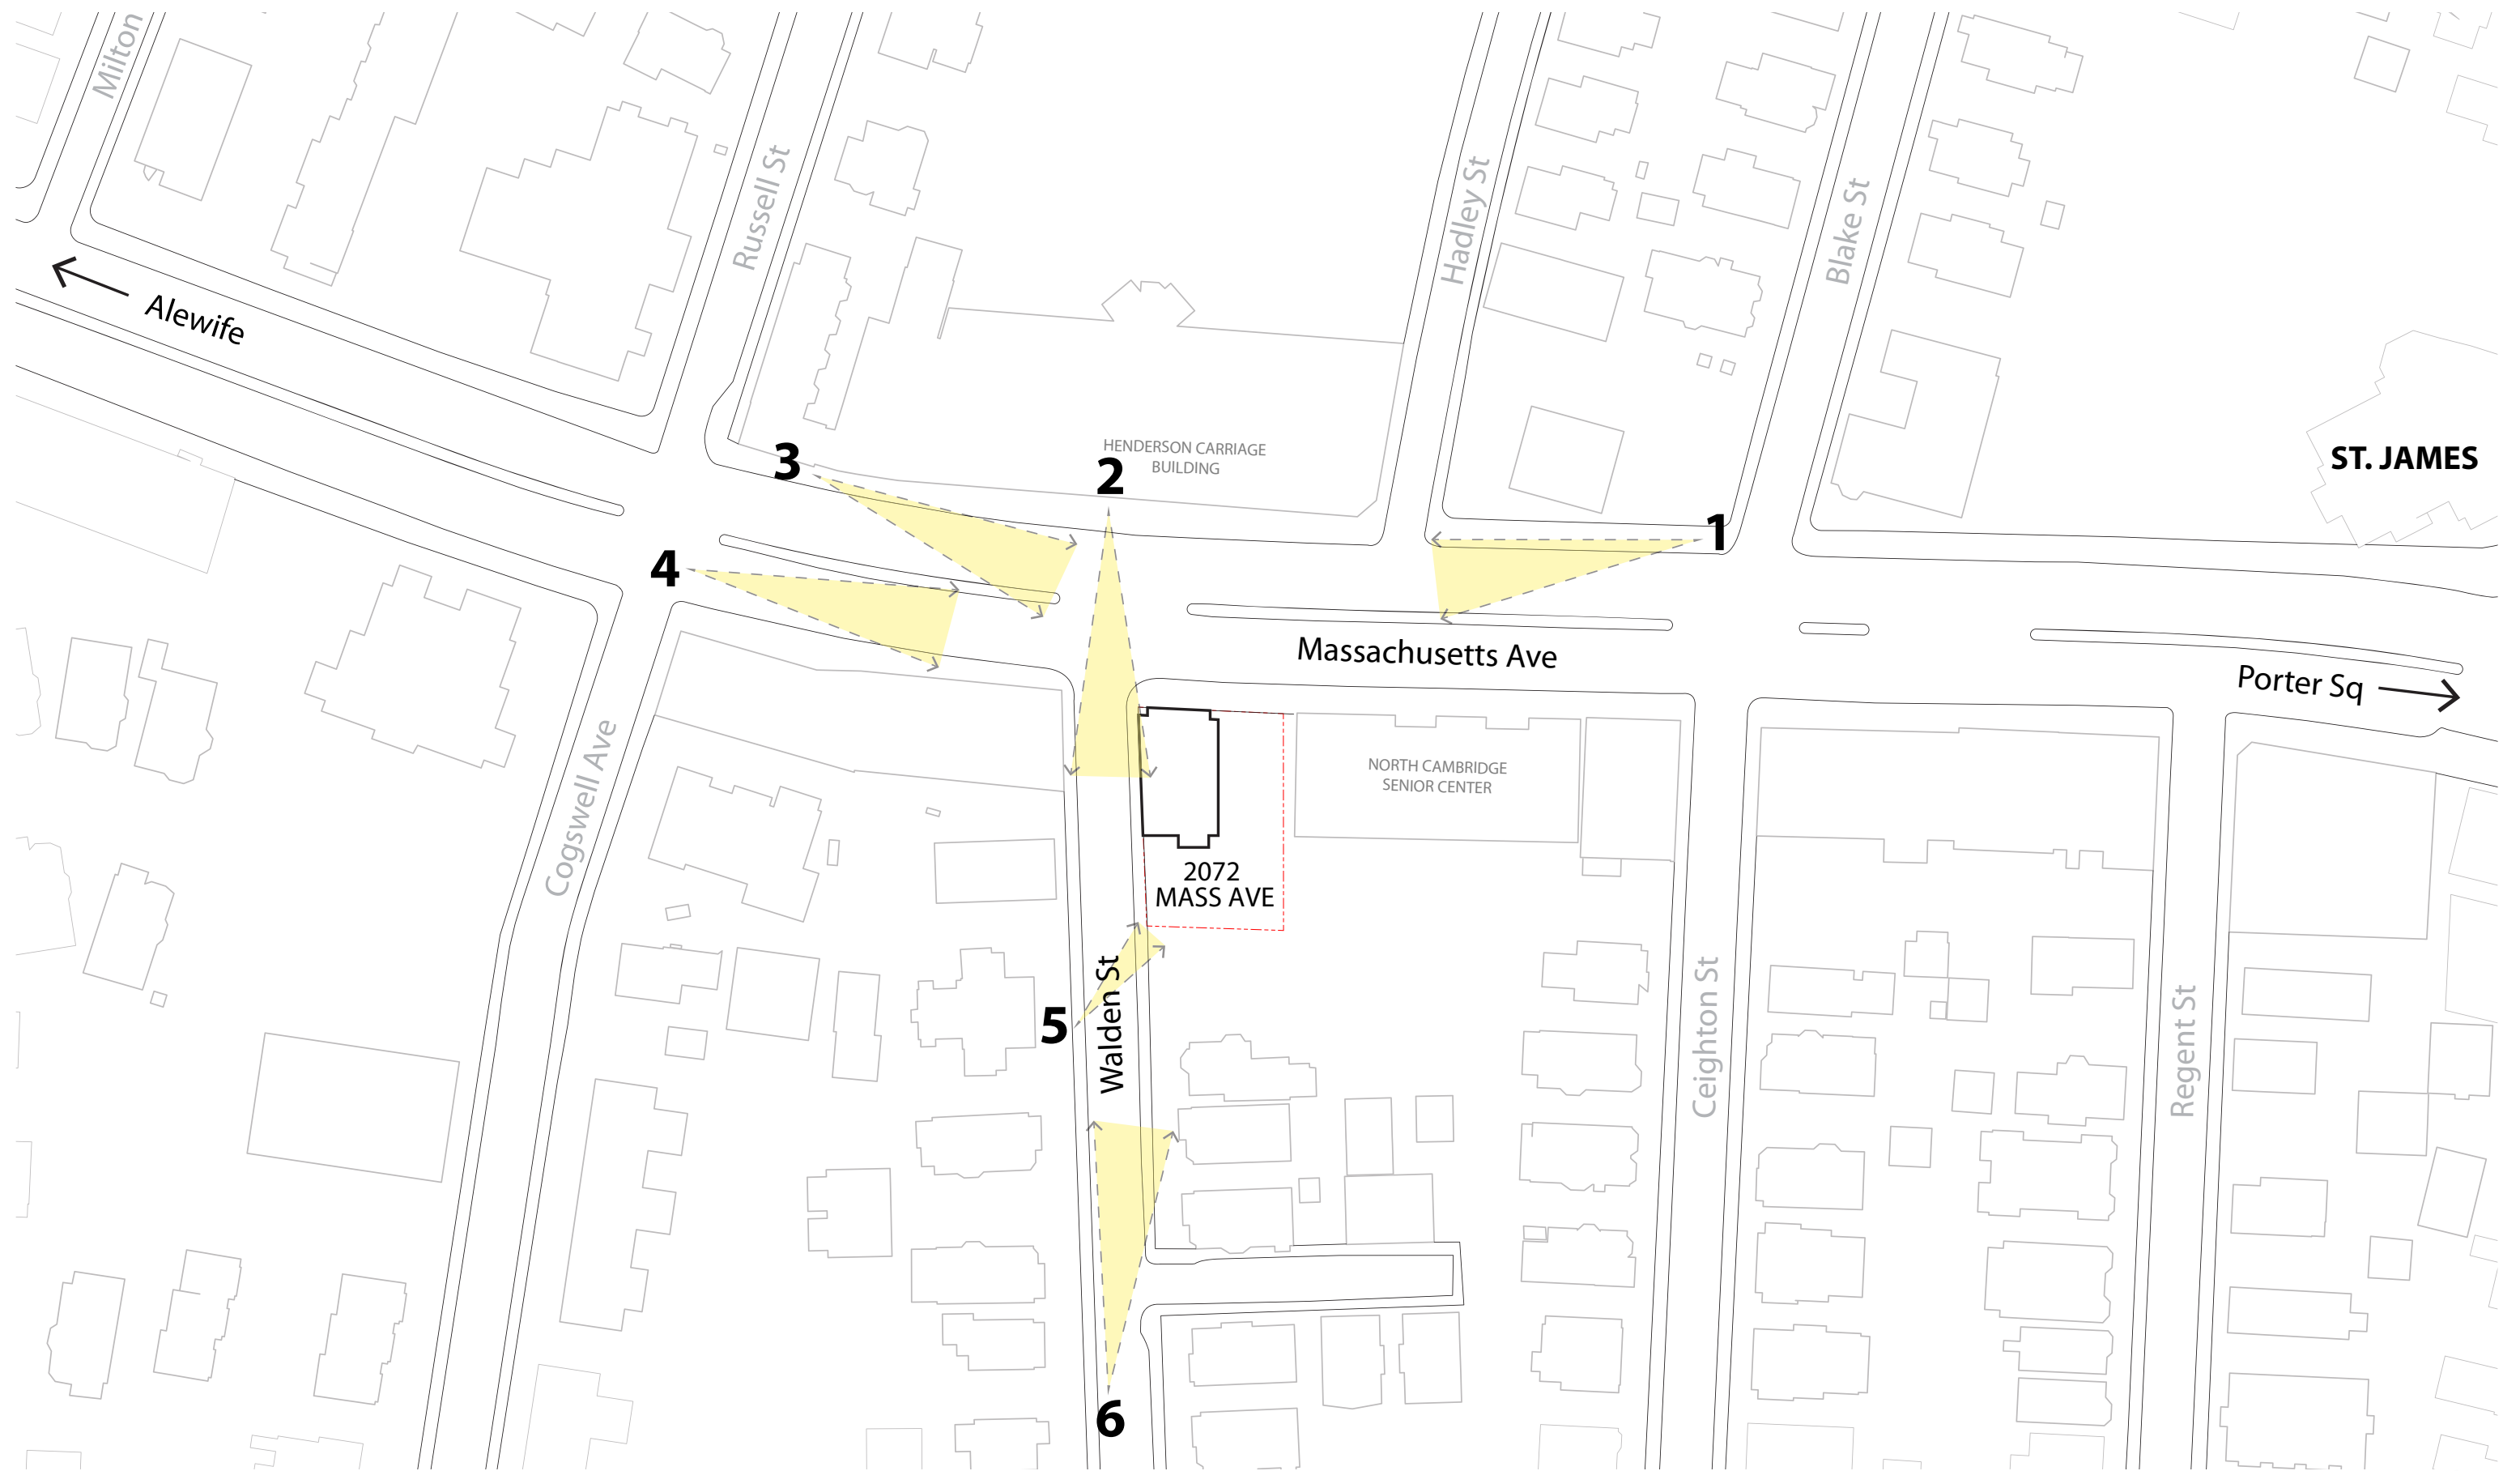 Milton
Russell St
Hadley St
Blake St
Alewife
HENDERSON CARRIAGE
BUILDING
ST. JAMES
3
2
1
4
Massachusetts Ave
Porter Sq
Cogswell Ave
NORTH CAMBRIDGE
SENIOR CENTER
2072
MASS AVE
5
Walden St
Ceighton St
Regent St
6